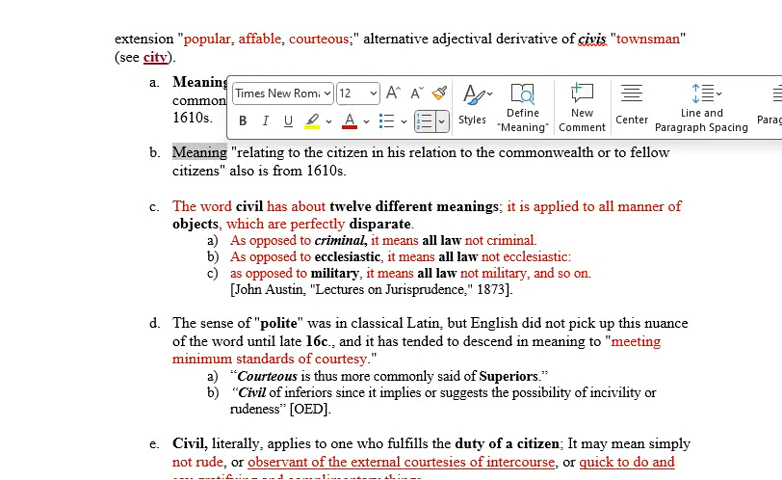 extension "popular, affable, courteous;" alternative adjectival derivative of civis "townsman"
(see city).
a. Meaning
common
1610s.
Times New Roma 12
B I U A Styles Define "Meaning" New Comment Center Line and Paragraph Spacing Parag
b. Meaning "relating to the citizen in his relation to the commonwealth or to fellow
citizens" also is from 1610s.
c. The word civil has about twelve different meanings; it is applied to all manner of
objects, which are perfectly disparate.
a) As opposed to criminal, it means all law not criminal.
b) As opposed to ecclesiastic, it means all law not ecclesiastic:
c) as opposed to military, it means all law not military, and so on.
[John Austin, "Lectures on Jurisprudence," 1873].
d. The sense of "polite" was in classical Latin, but English did not pick up this nuance
of the word until late 16c., and it has tended to descend in meaning to "meeting
minimum standards of courtesy."
a) “Courteous is thus more commonly said of Superiors.”
b) “Civil of inferiors since it implies or suggests the possibility of incivility or
rudeness” [OED].
e. Civil, literally, applies to one who fulfills the duty of a citizen; It may mean simply
not rude, or observant of the external courtesies of intercourse, or quick to do and